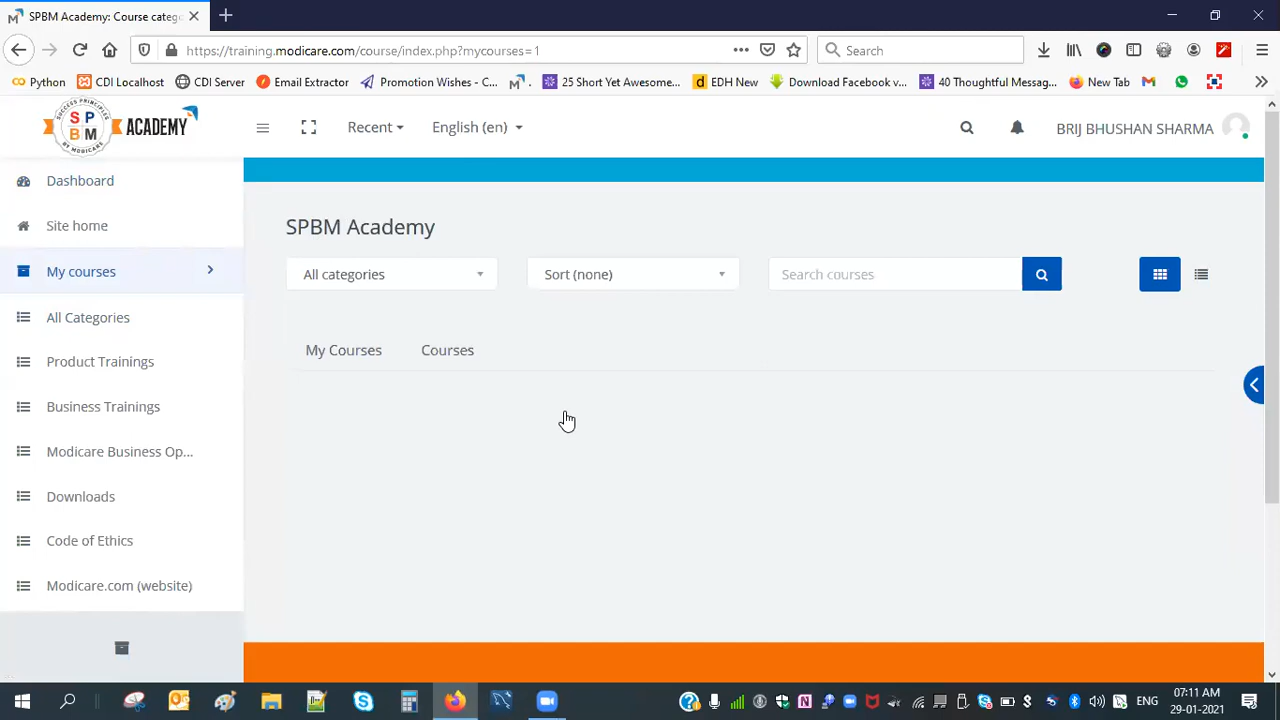 SPBM Academy: Course catego
https://training.modicare.com/course/index.php?mycourses=1
Search
Python
CDI Localhost
CDI Server
Email Extractor
Promotion Wishes - C...
25 Short Yet Awesome...
EDH New
Download Facebook v...
40 Thoughtful Messag...
New Tab
SUCCESS PRINCIPLES
S P
B M
BY MODICARE
ACADEMY
Recent
English (en)
BRIJ BHUSHAN SHARMA
Dashboard
Site home
My courses
All Categories
Product Trainings
Business Trainings
Modicare Business Op...
Downloads
Code of Ethics
Modicare.com (website)
SPBM Academy
All categories
Sort (none)
Search courses
My Courses
Courses
ENG
07:11 AM
29-01-2021